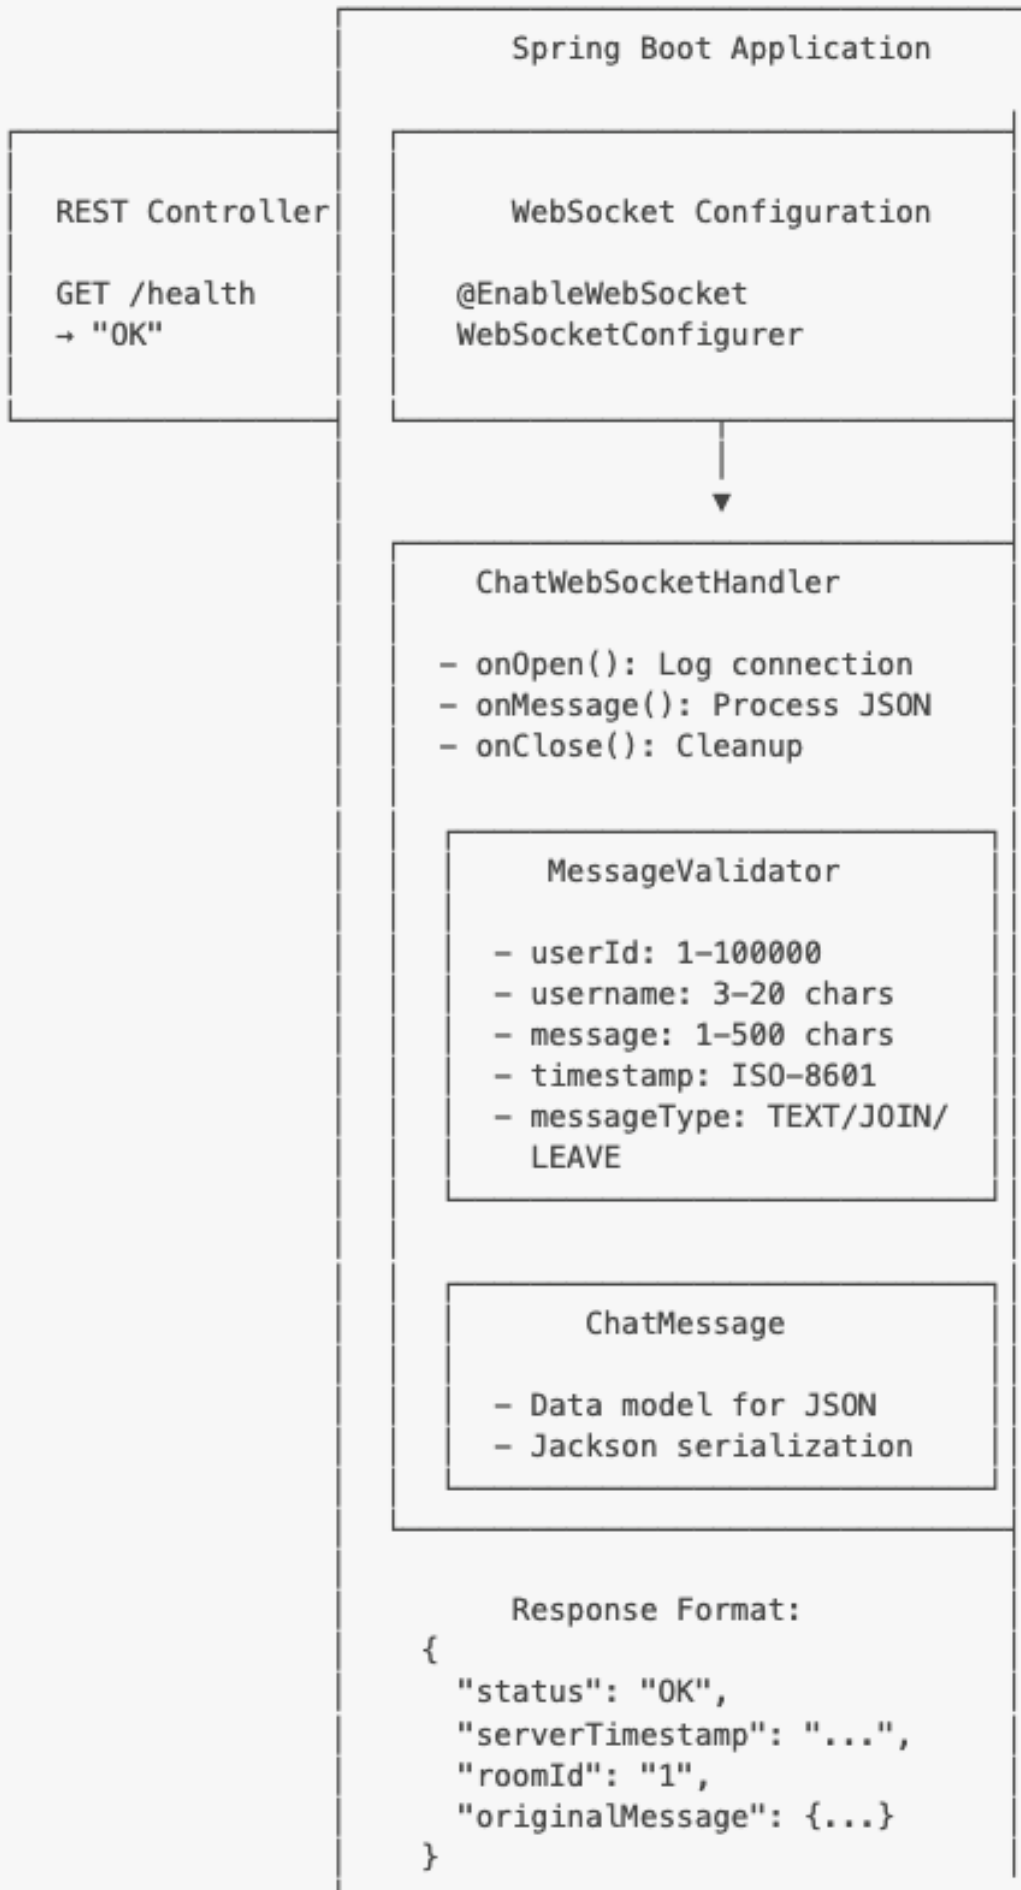 Spring Boot Application
REST Controller
GET /health
→ "OK"
WebSocket Configuration
@EnableWebSocket
WebSocketConfigurer
▼
ChatWebSocketHandler
- onOpen(): Log connection
- onMessage(): Process JSON
- onClose(): Cleanup
MessageValidator
- userId: 1-100000
- username: 3-20 chars
- message: 1-500 chars
- timestamp: ISO-8601
- messageType: TEXT/JOIN/
LEAVE
ChatMessage
- Data model for JSON
- Jackson serialization
Response Format:
{
"status": "OK",
"serverTimestamp": "...",
"roomId": "1",
"originalMessage": {...}
}